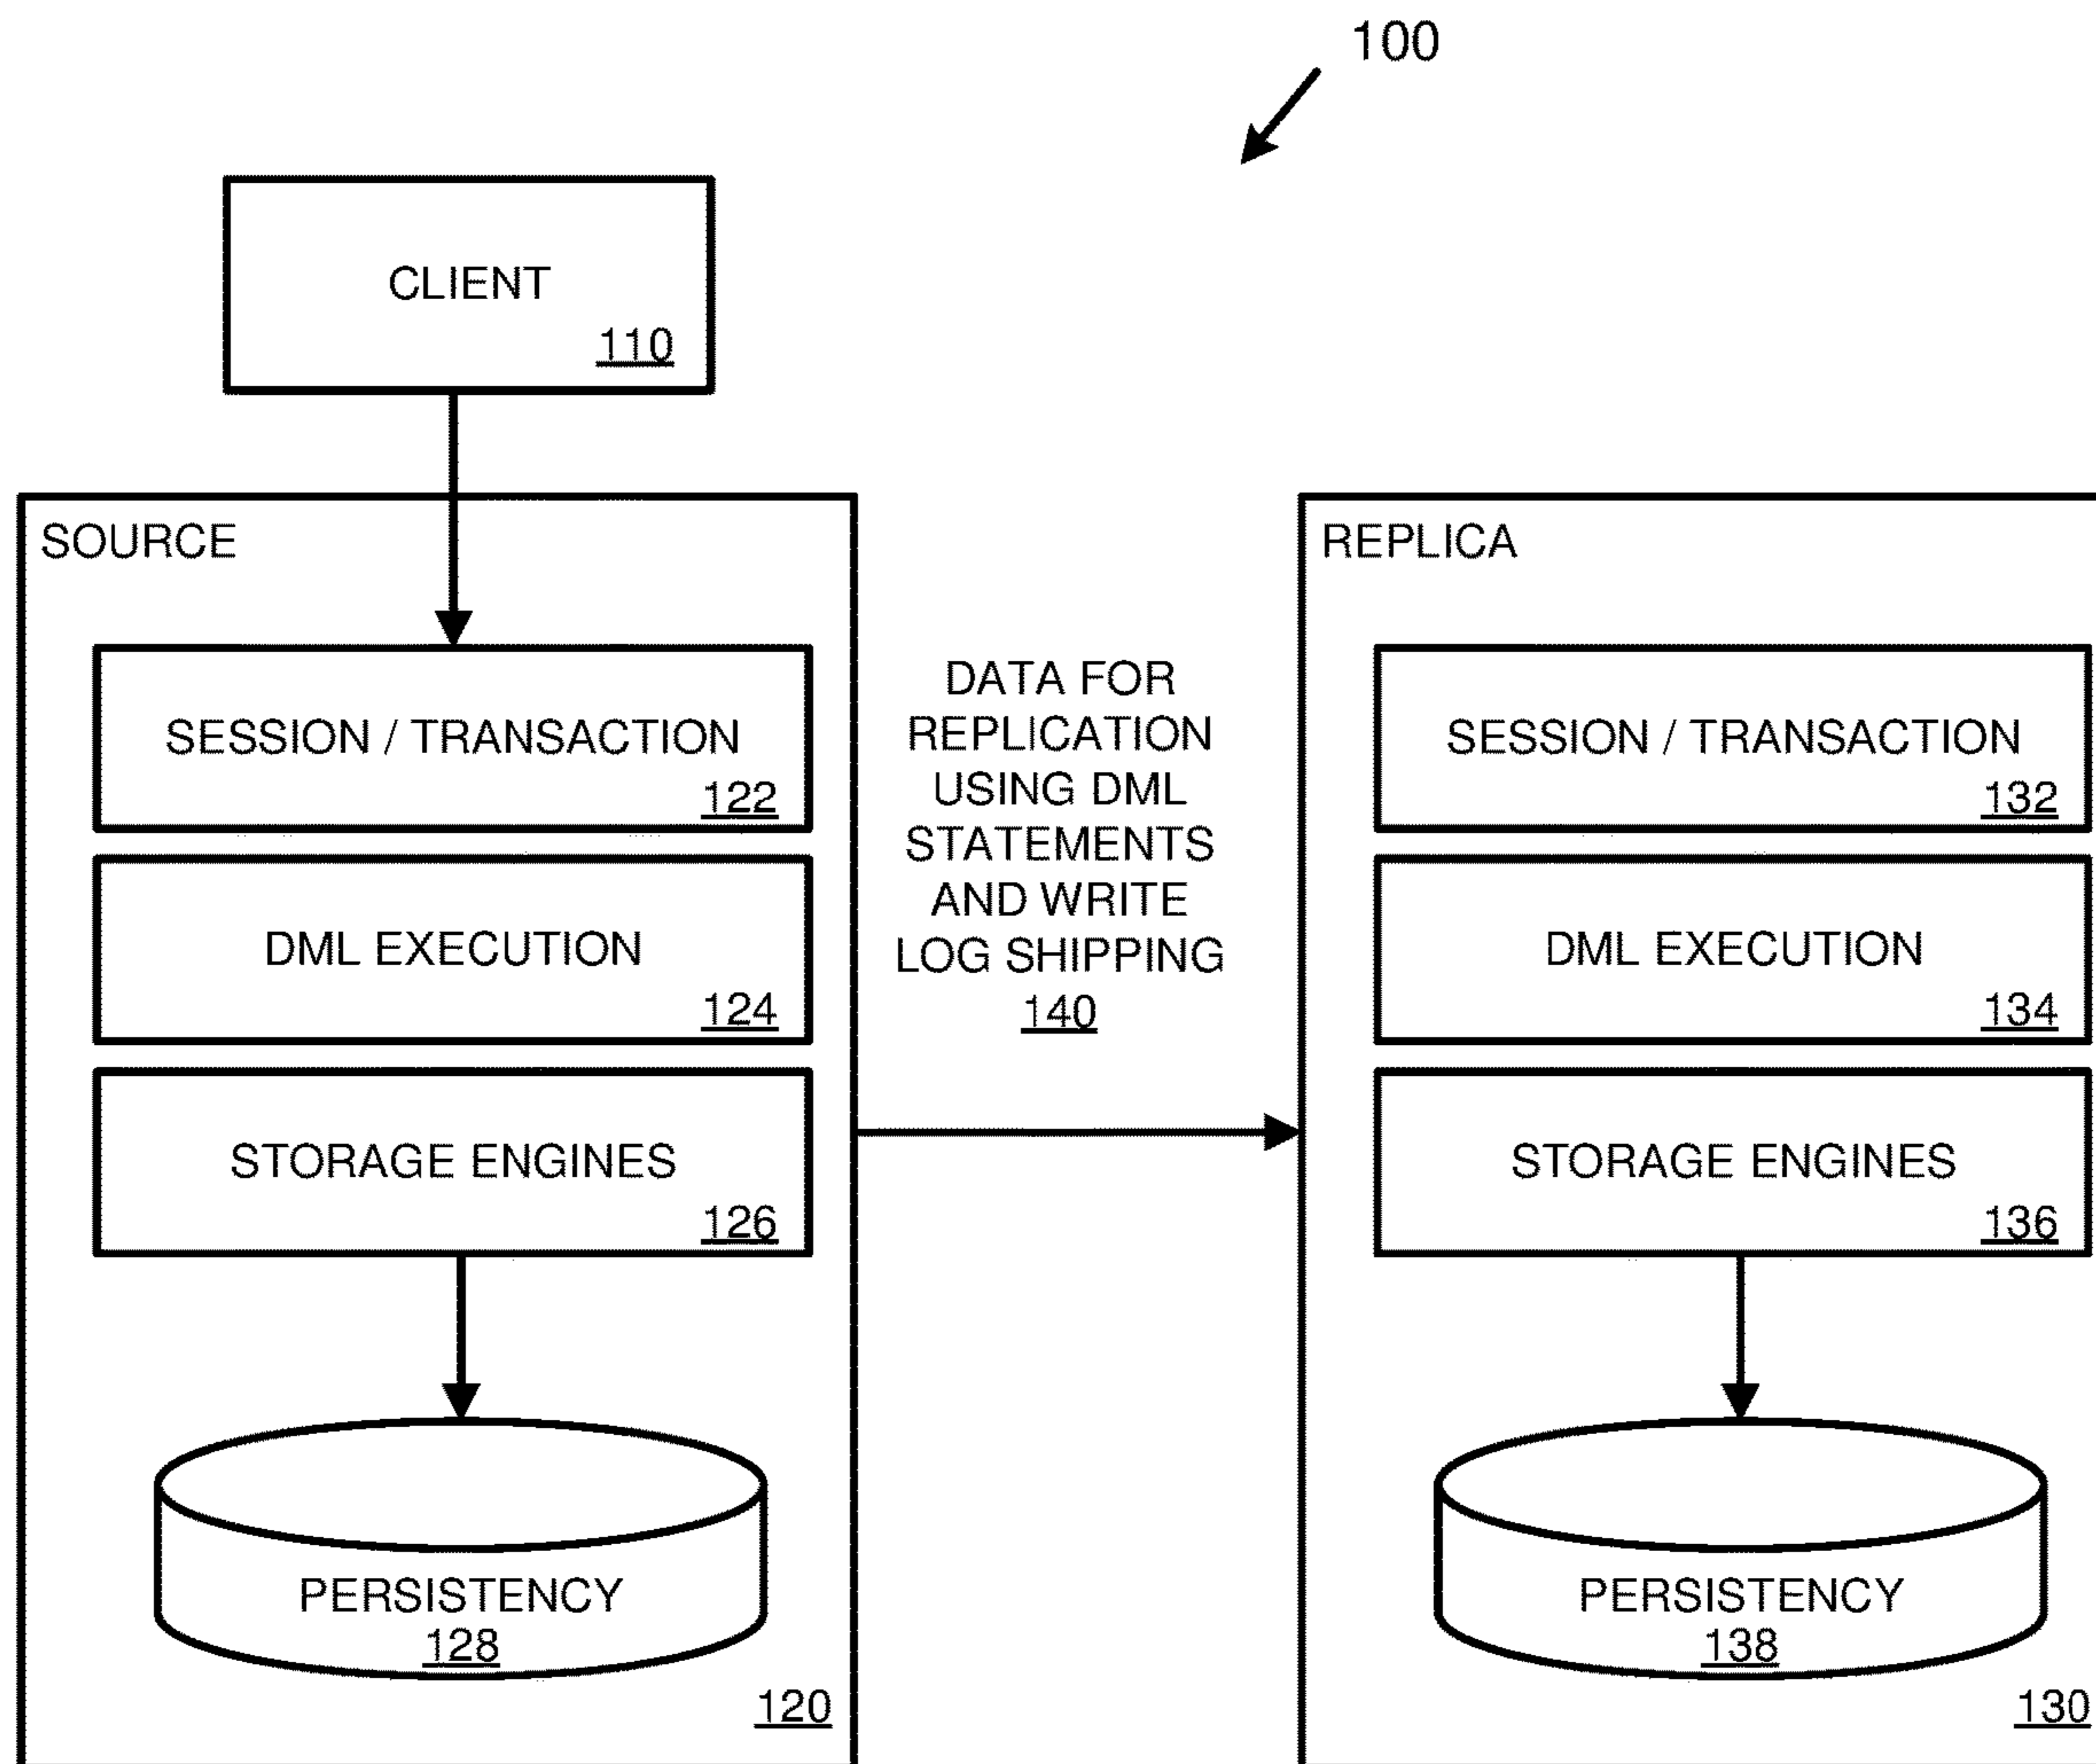 100
CLIENT
110
SOURCE
SESSION / TRANSACTION
122
DML EXECUTION
124
STORAGE ENGINES
126
PERSISTENCY
128
120
DATA FOR
REPLICATION
USING DML
STATEMENTS
AND WRITE
LOG SHIPPING
140
REPLICA
SESSION / TRANSACTION
132
DML EXECUTION
134
STORAGE ENGINES
136
PERSISTENCY
138
130